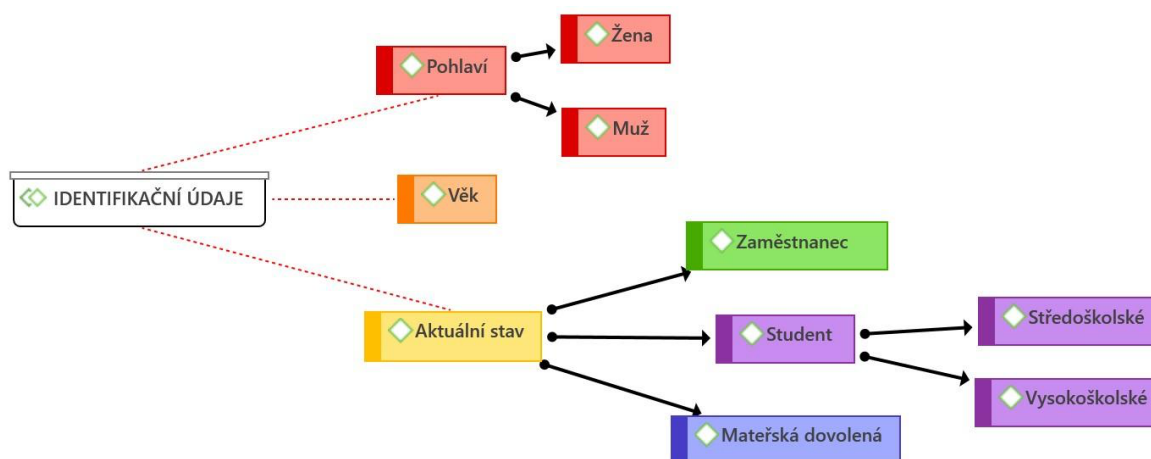 IDENTIFIKAČNÍ ÚDAJE
Pohlaví
Žena
Muž
Věk
Aktuální stav
Zaměstnanec
Student
Středoškolské
Vysokoškolské
Mateřská dovolená